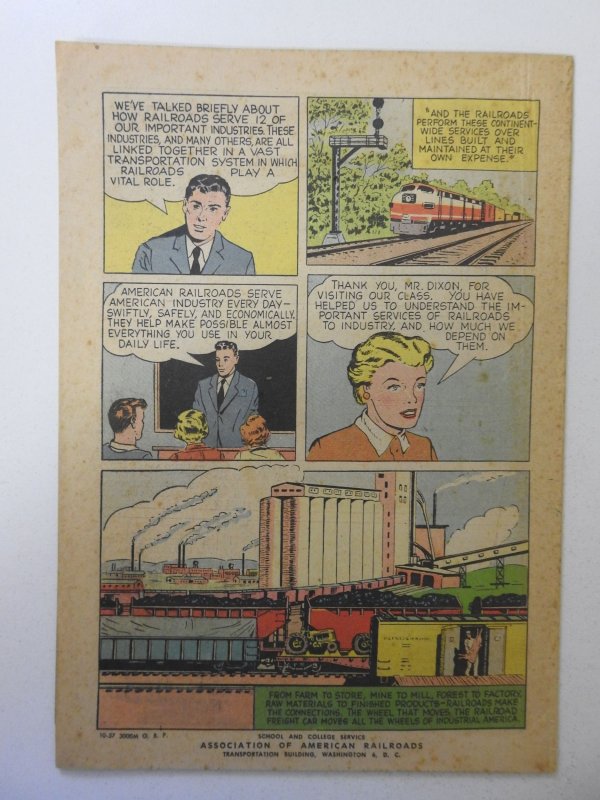 WE'VE TALKED BRIEFLY ABOUT
HOW RAILROADS SERVE 12 OF
OUR IMPORTANT INDUSTRIES. THESE
INDUSTRIES, AND MANY OTHERS, ARE ALL
LINKED TOGETHER IN A VAST
TRANSPORTATION SYSTEM IN WHICH
RAILROADS PLAY A
VITAL ROLE.
"AND THE RAILROADS
PERFORM THESE CONTINENT-
WIDE SERVICES OVER
LINES BUILT AND
MAINTAINED AT THEIR
OWN EXPENSE."
AMERICAN RAILROADS SERVE
AMERICAN INDUSTRY EVERY DAY—
SWIFTLY, SAFELY, AND ECONOMICALLY.
THEY HELP MAKE POSSIBLE ALMOST
EVERYTHING YOU USE IN YOUR
DAILY LIFE.
THANK YOU, MR. DIXON, FOR
VISITING OUR CLASS. YOU HAVE
HELPED US TO UNDERSTAND THE IM-
PORTANT SERVICES OF RAILROADS
TO INDUSTRY, AND HOW MUCH WE
DEPEND ON
THEM.
FROM FARM TO STORE, MINE TO MILL, FOREST TO FACTORY,
RAW MATERIALS TO FINISHED PRODUCTS—RAILROADS MAKE
THE CONNECTIONS. THE WHEEL THAT MOVES THE RAILROAD
FREIGHT CAR MOVES ALL THE WHEELS OF INDUSTRIAL AMERICA.
10-57 3000M G. B. P.
SCHOOL AND COLLEGE SERVICE
ASSOCIATION OF AMERICAN RAILROADS
TRANSPORTATION BUILDING, WASHINGTON 6, D. C.